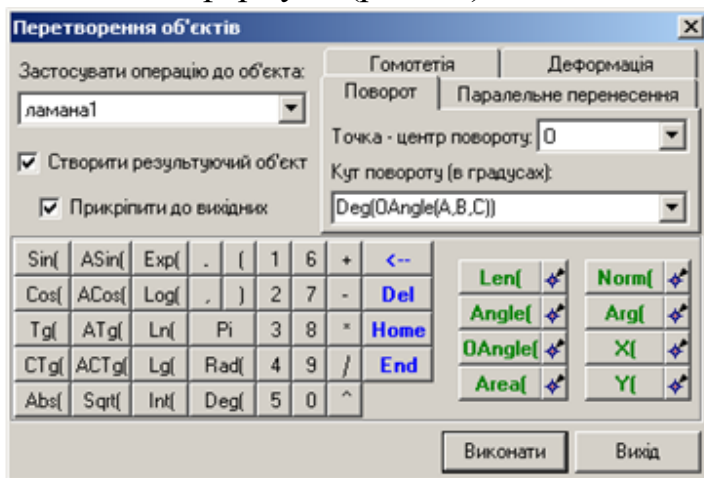 Перетворення об'єктів
Застосувати операцію до об'єкта:
ламана1
Створити результуючий об'єкт
Прикріпити до вихідних
Гомотетія Деформація
Поворот Паралельне перенесення
Точка - центр повороту: O
Кут повороту (в градусах):
Deg(OAngle(A,B,C))
Sin( ASin( Exp( . ( 1 6 + <--
Cos( ACos( Log( , ) 2 7 - Del
Tg( ATg( Ln( Pi 3 8 * Home
CTg( ACTg( Lg( Rad( 4 9 / End
Abs( Sqrt( Int( Deg( 5 0 ^
Len( Norm(
Angle( Arg(
OAngle( X(
Area( Y(
Виконати Вихід